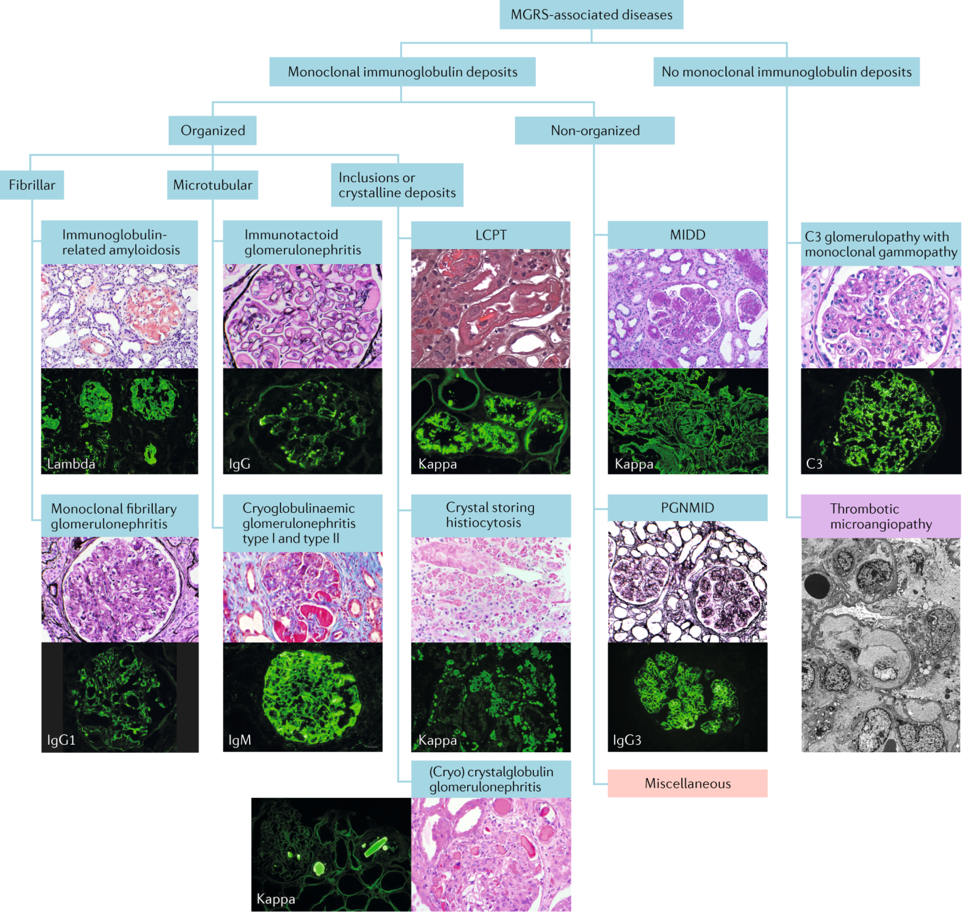 MGRS-associated diseases
Monoclonal immunoglobulin deposits
No monoclonal immunoglobulin deposits
Organized
Non-organized
Fibrillar
Microtubular
Inclusions or
crystalline deposits
Immunoglobulin-
related amyloidosis
Immunotactoid
glomerulonephritis
LCPT
MIDD
C3 glomerulopathy with
monoclonal gammopathy
Lambda
IgG
Kappa
Kappa
C3
Monoclonal fibrillary
glomerulonephritis
Cryoglobulinaemic
glomerulonephritis
type I and type II
Crystal storing
histiocytosis
PGNMID
Thrombotic
microangiopathy
IgG1
IgM
Kappa
IgG3
(Cryo) crystalglobulin
glomerulonephritis
Miscellaneous
Kappa